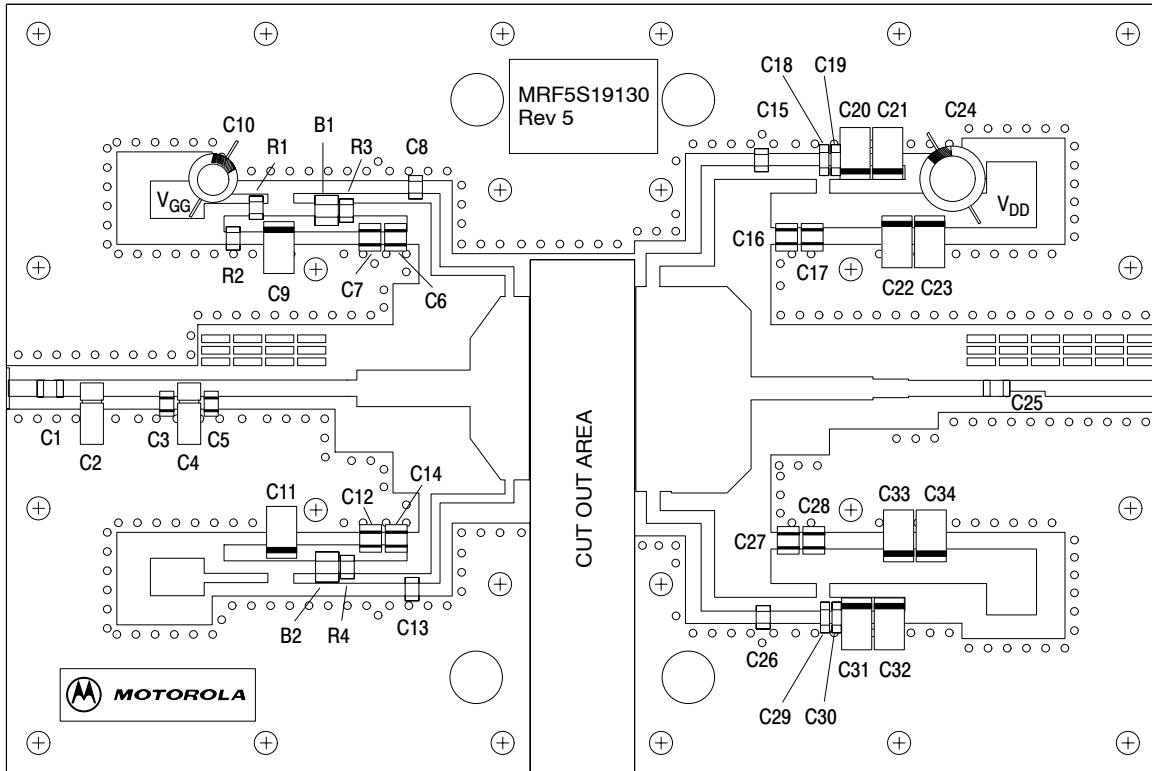 MRF5S19130
Rev 5
C18 C19
C15 C20 C21 C24
C10 R1 B1 R3 C8
VGG
VDD
R2 C9 C7 C6
C16 C17 C22 C23
C1 C2 C3 C4 C5
C25
CUT OUT AREA
C11 C12 C14
C28 C33 C34
C27
B2 R4 C13
C26 C31 C32
C29 C30
MOTOROLA